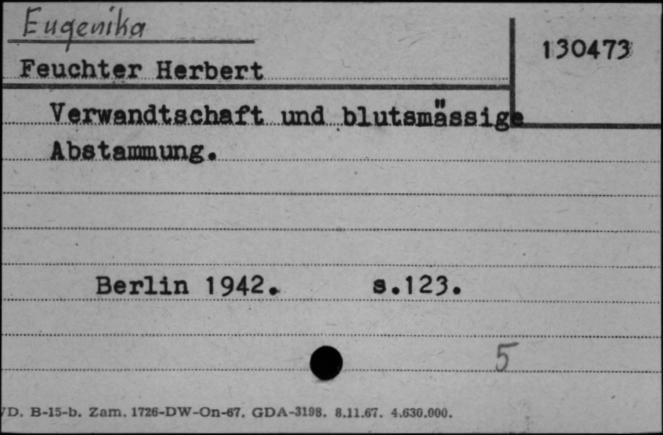 Eugenika
130473
Feuchter Herbert
Verwandtschaft und blutsmässige
Abstammung.
Berlin 1942. s.123.
5
/D. B-15-b. Zam. 1726-DW-On-67. GDA-3198. 8.11.67. 4.630.000.